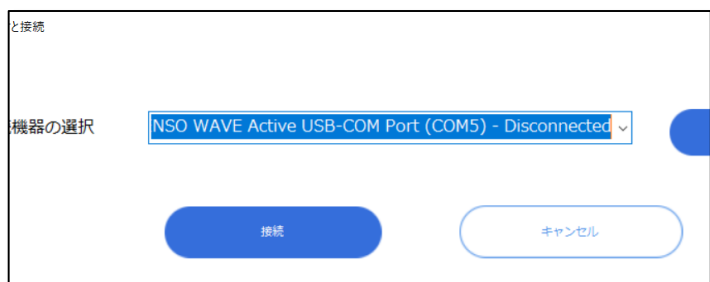 と接続
機器の選択
NSO WAVE Active USB-COM Port (COM5) - Disconnected
接続
キャンセル